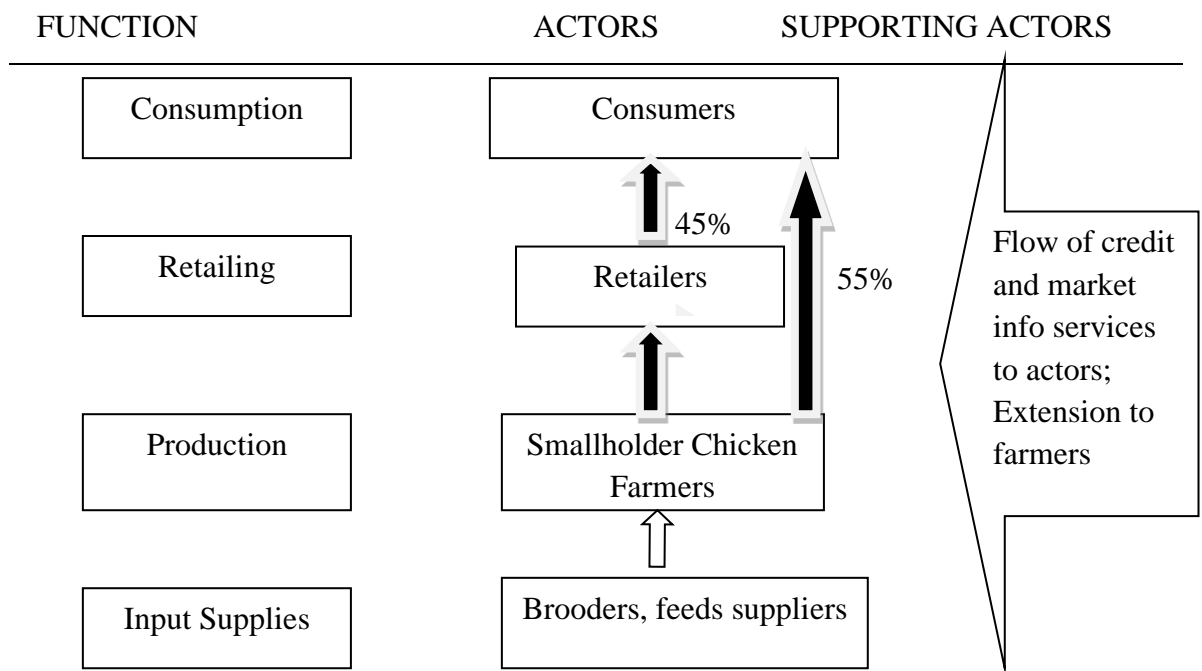 FUNCTION ACTORS SUPPORTING ACTORS
Consumption Consumers
45%
Retailing Retailers
55%
Production Smallholder Chicken
Farmers
Input Supplies Brooders, feeds suppliers
Flow of credit
and market
info services
to actors;
Extension to
farmers